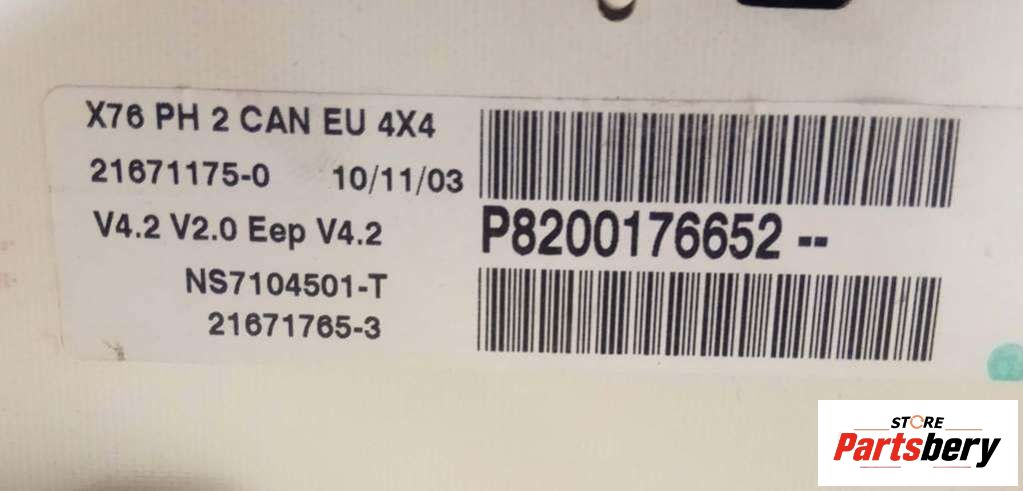 X76 PH 2 CAN EU 4X4
21671175-0 10/11/03
V4.2 V2.0 Eep V4.2
P8200176652 --
NS7104501-T
21671765-3
STORE
Partsbery